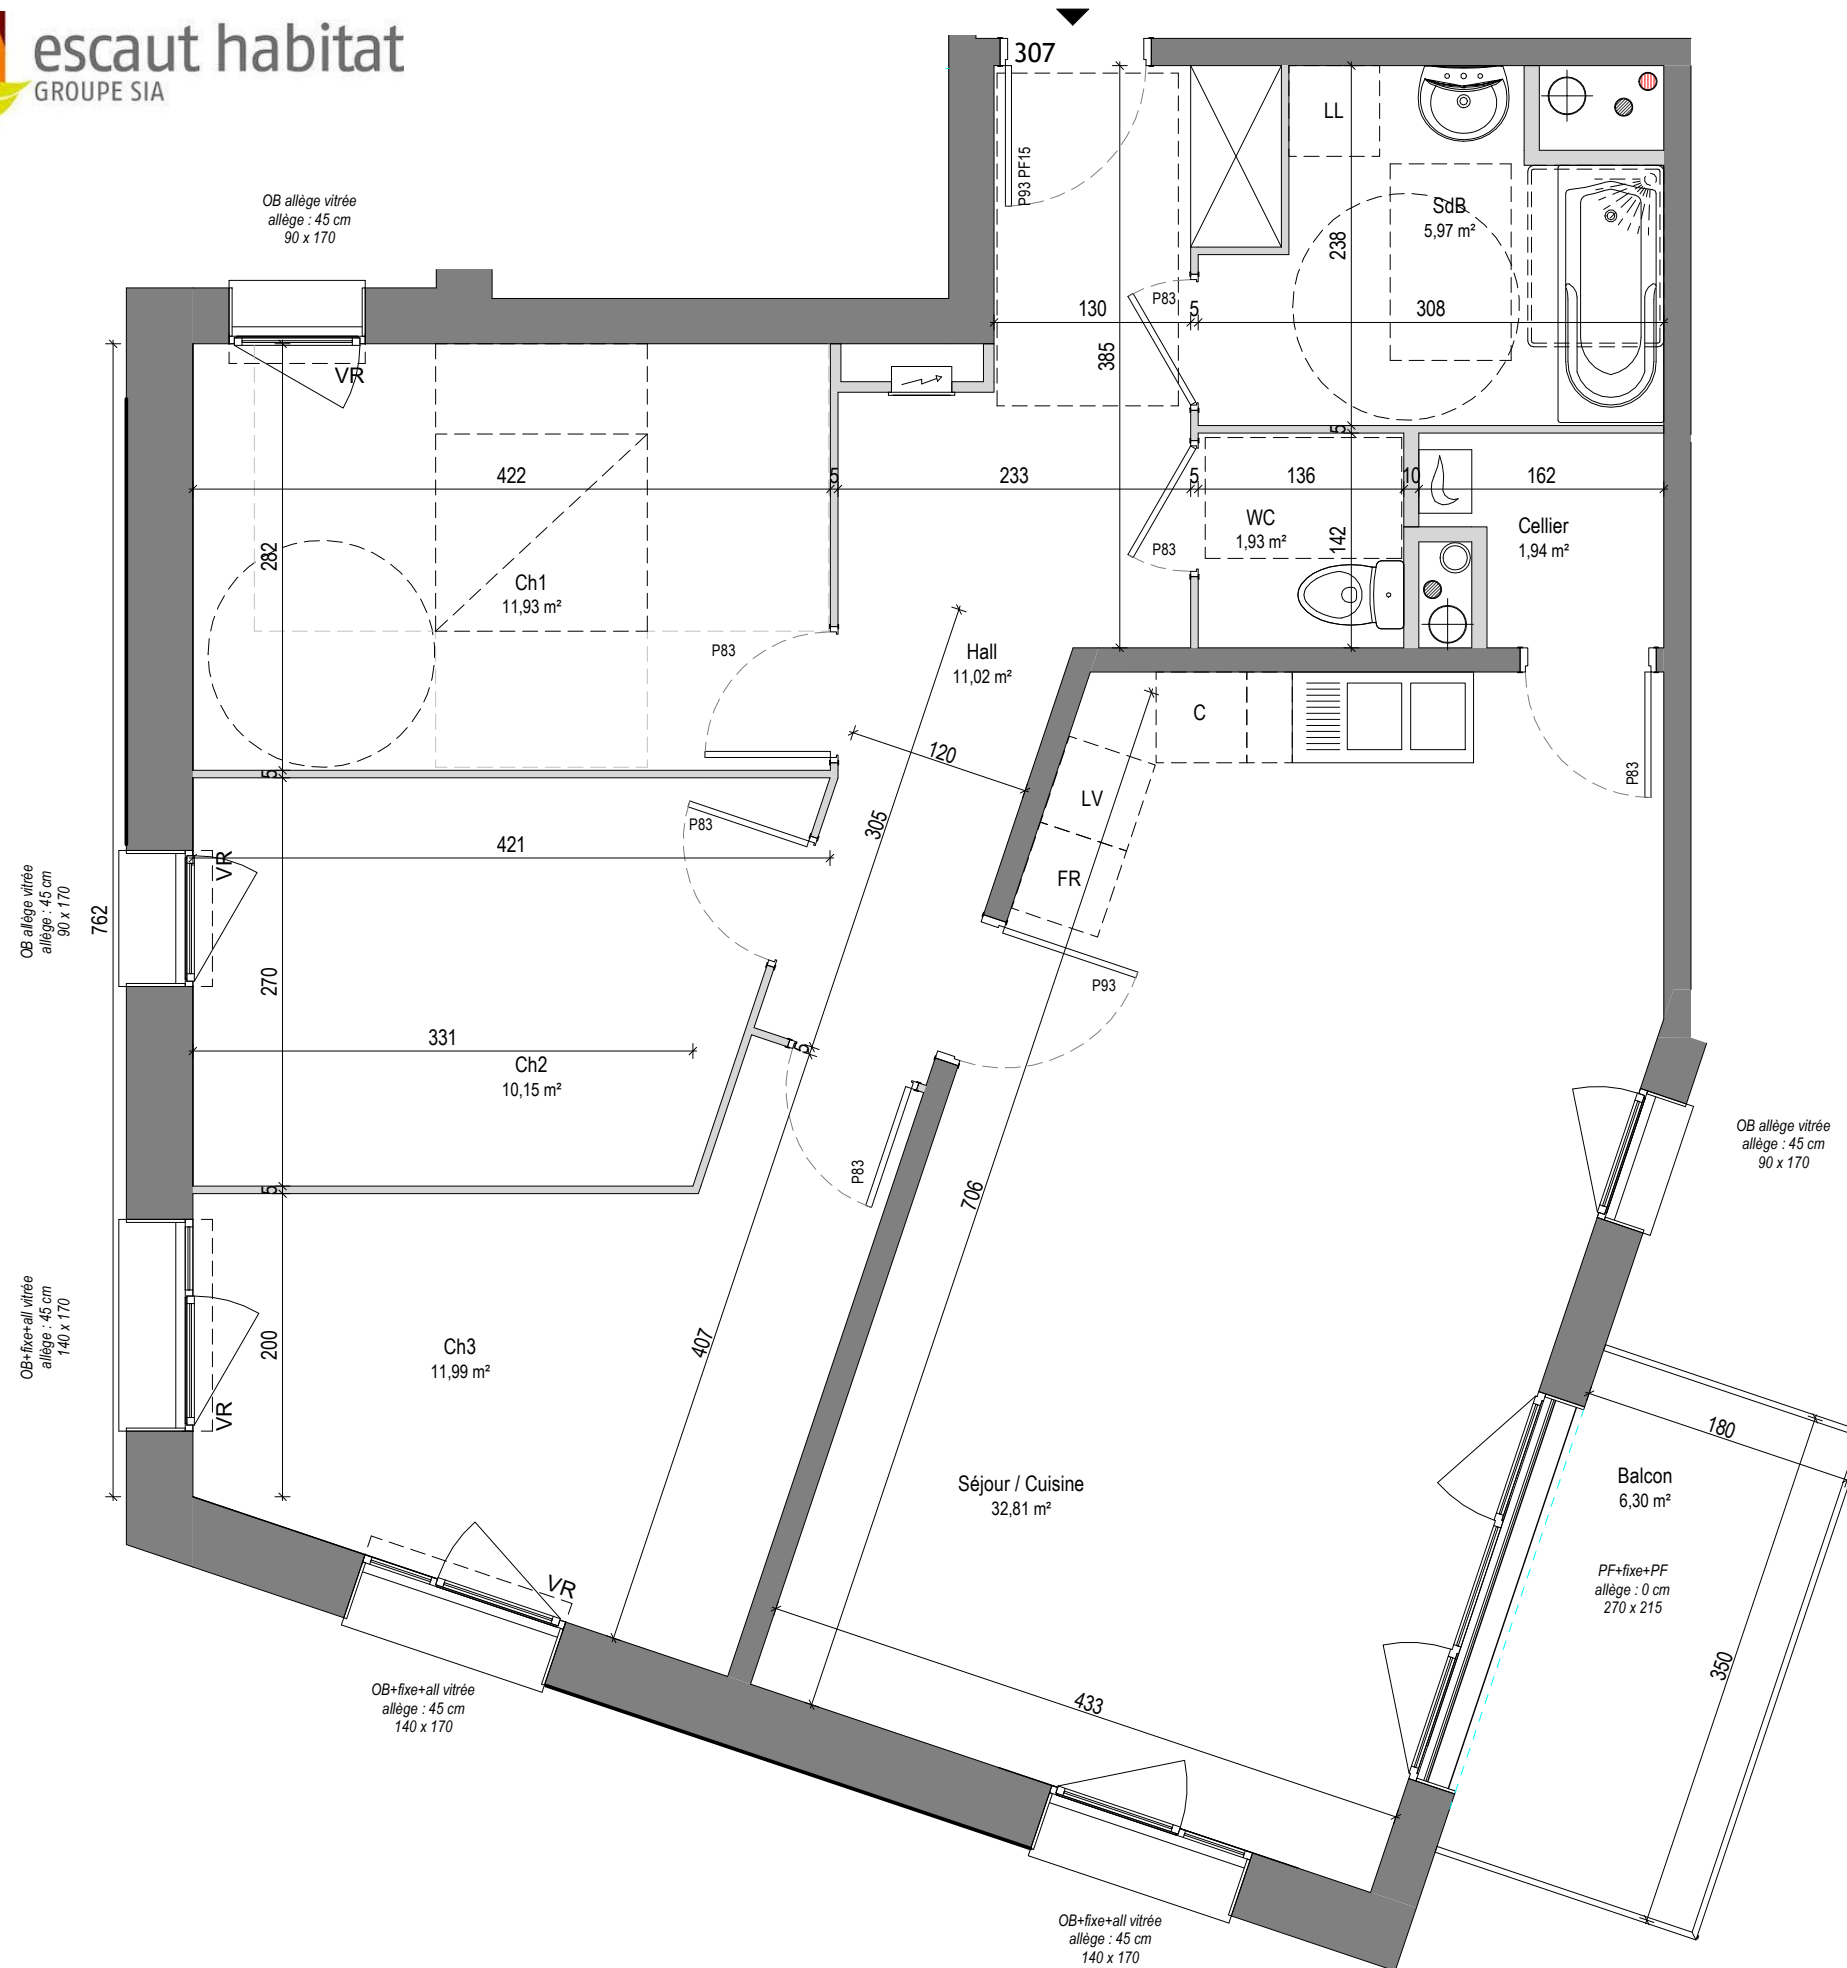 escaut habitat
GROUPE SIA
307
P93 PF15
LL
SdB
5,97 m²
OB allège vitrée
allège : 45 cm
90 x 170
VR
238
P83
130
5
308
385
5
422
5
233
5
136
10
162
WC
1,93 m²
142
Cellier
1,94 m²
282
Ch1
11,93 m²
P83
P83
Hall
11,02 m²
C
120
P83
5
LV
P83
305
421
VR
FR
OB allège vitrée
allège : 45 cm
90 x 170
762
270
P93
331
Ch2
10,15 m²
5
P83
706
OB allège vitrée
allège : 45 cm
90 x 170
5
OB+fixe+all vitrée
allège : 45 cm
140 x 170
200
Ch3
11,99 m²
407
VR
180
Séjour / Cuisine
32,81 m²
Balcon
6,30 m²
PF+fixe+PF
allège : 0 cm
270 x 215
VR
350
OB+fixe+all vitrée
allège : 45 cm
140 x 170
433
OB+fixe+all vitrée
allège : 45 cm
140 x 170